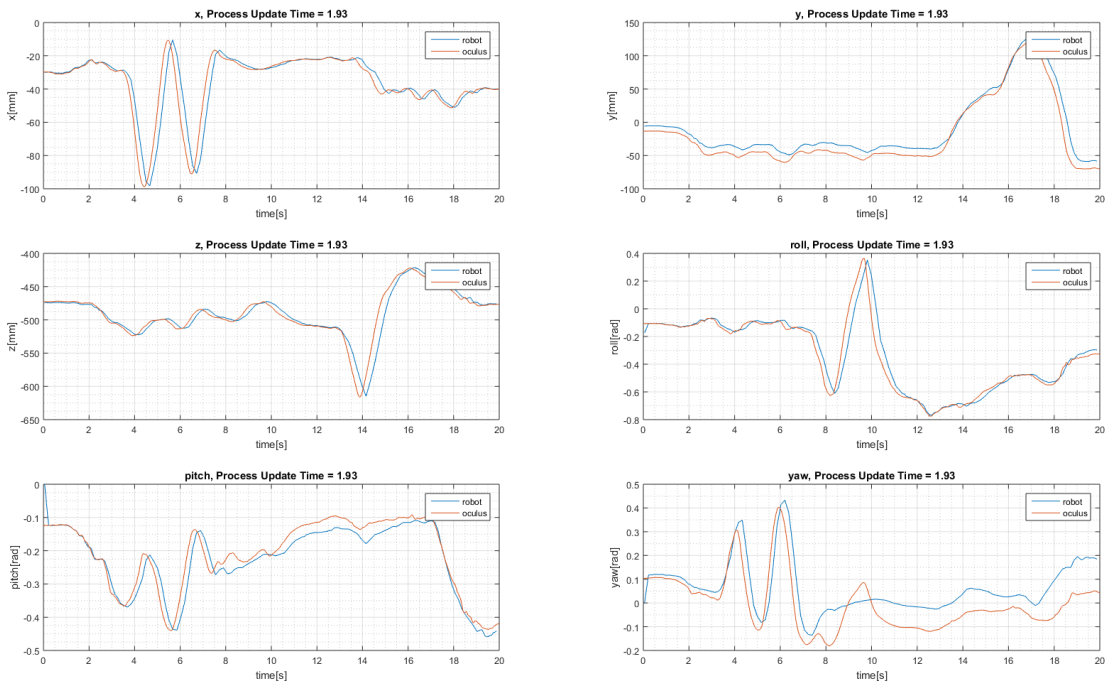 x, Process Update Time = 1.93
x[mm]
0
-20
-40
-60
-80
-100
robot
oculus
0 2 4 6 8 10 12 14 16 18 20
time[s]
y, Process Update Time = 1.93
y[mm]
150
100
50
0
-50
-100
robot
oculus
0 2 4 6 8 10 12 14 16 18 20
time[s]
z, Process Update Time = 1.93
z[mm]
-400
-450
-500
-550
-600
-650
robot
oculus
0 2 4 6 8 10 12 14 16 18 20
time[s]
roll, Process Update Time = 1.93
roll[rad]
0.4
0.2
0
-0.2
-0.4
-0.6
-0.8
robot
oculus
0 2 4 6 8 10 12 14 16 18 20
time[s]
pitch, Process Update Time = 1.93
pitch[rad]
0
-0.1
-0.2
-0.3
-0.4
-0.5
robot
oculus
0 2 4 6 8 10 12 14 16 18 20
time[s]
yaw, Process Update Time = 1.93
yaw[rad]
0.5
0.4
0.3
0.2
0.1
0
-0.1
-0.2
robot
oculus
0 2 4 6 8 10 12 14 16 18 20
time[s]